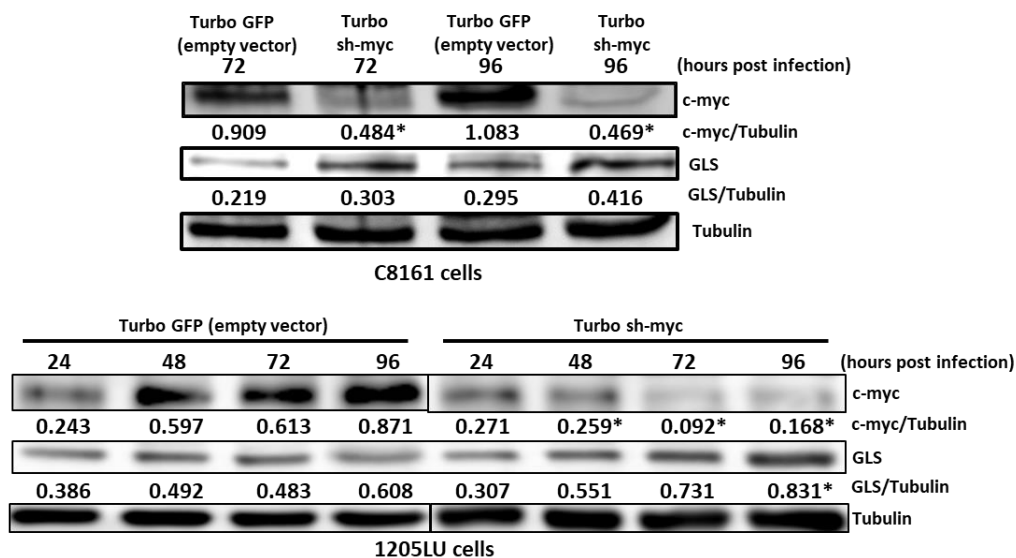 Turbo GFP Turbo Turbo GFP Turbo
(empty vector) sh-myc (empty vector) sh-myc
72 72 96 96 (hours post infection)
c-myc
0.909 0.484* 1.083 0.469* c-myc/Tubulin
GLS
0.219 0.303 0.295 0.416 GLS/Tubulin
Tubulin
C8161 cells
Turbo GFP (empty vector) Turbo sh-myc
24 48 72 96 24 48 72 96 (hours post infection)
c-myc
0.243 0.597 0.613 0.871 0.271 0.259* 0.092* 0.168* c-myc/Tubulin
GLS
0.386 0.492 0.483 0.608 0.307 0.551 0.731 0.831* GLS/Tubulin
Tubulin
1205LU cells